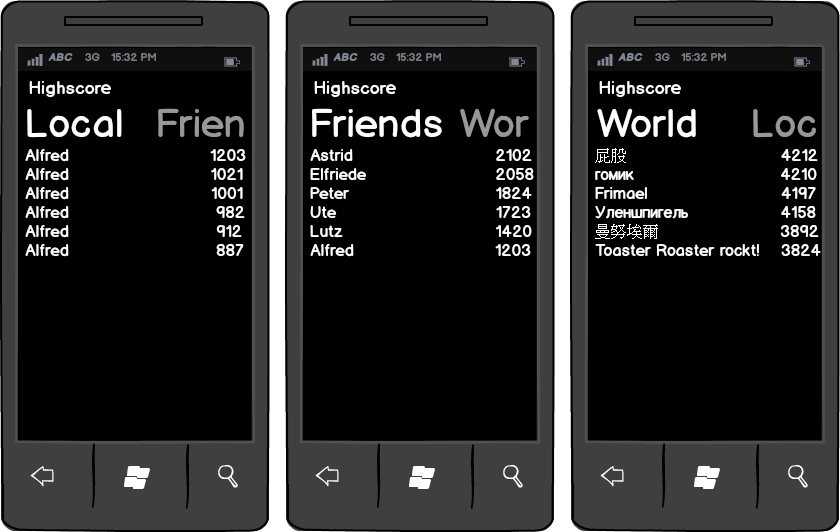 ABC 3G 15:32 PM
Highscore
Local Frien
Alfred 1203
Alfred 1021
Alfred 1001
Alfred 982
Alfred 912
Alfred 887
ABC 3G 15:32 PM
Highscore
Friends Wor
Astrid 2102
Elfriede 2058
Peter 1824
Ute 1723
Lutz 1420
Alfred 1203
ABC 3G 15:32 PM
Highscore
World Loc
屁股 4212
гомик 4210
Frimael 4197
Уленшпигель 4158
曼努埃爾 3892
Toaster Roaster rockt! 3824